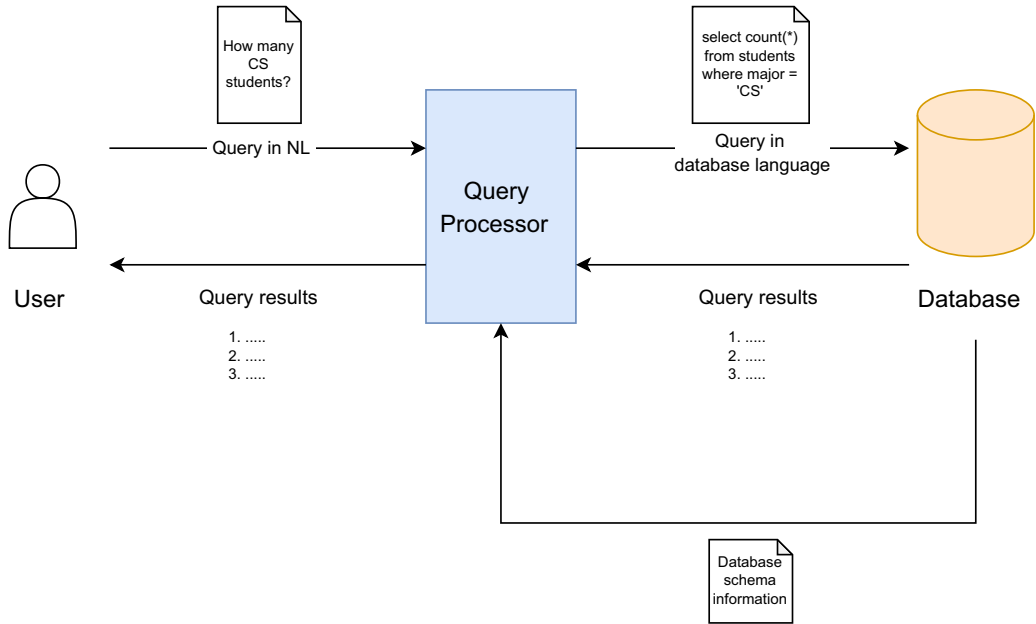 How many
CS
students?
select count(*)
from students
where major =
'CS'
Query in NL
Query in
database language
Query
Processor
User
Query results
1. .....
2. .....
3. .....
Query results
1. .....
2. .....
3. .....
Database
Database
schema
information